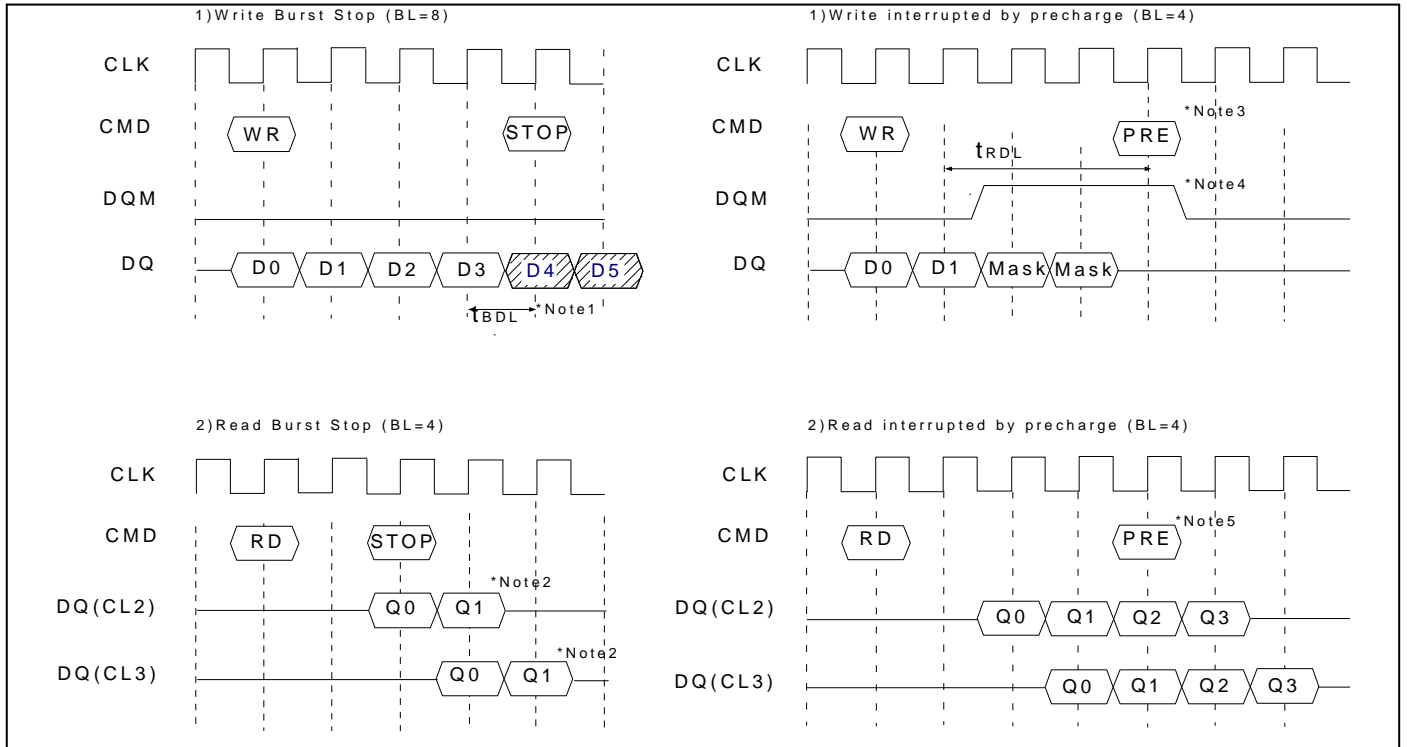 1)Write Burst Stop (BL=8)
CLK
CMD
WR
STOP
DQM
DQ
D0
D1
D2
D3
D4
D5
tBDL
*Note1
1)Write interrupted by precharge (BL=4)
CLK
CMD
WR
PRE
*Note3
tRDL
DQM
*Note4
DQ
D0
D1
Mask
Mask
2)Read Burst Stop (BL=4)
CLK
CMD
RD
STOP
DQ(CL2)
Q0
Q1
*Note2
DQ(CL3)
Q0
Q1
*Note2
2)Read interrupted by precharge (BL=4)
CLK
CMD
RD
PRE
*Note5
DQ(CL2)
Q0
Q1
Q2
Q3
DQ(CL3)
Q0
Q1
Q2
Q3